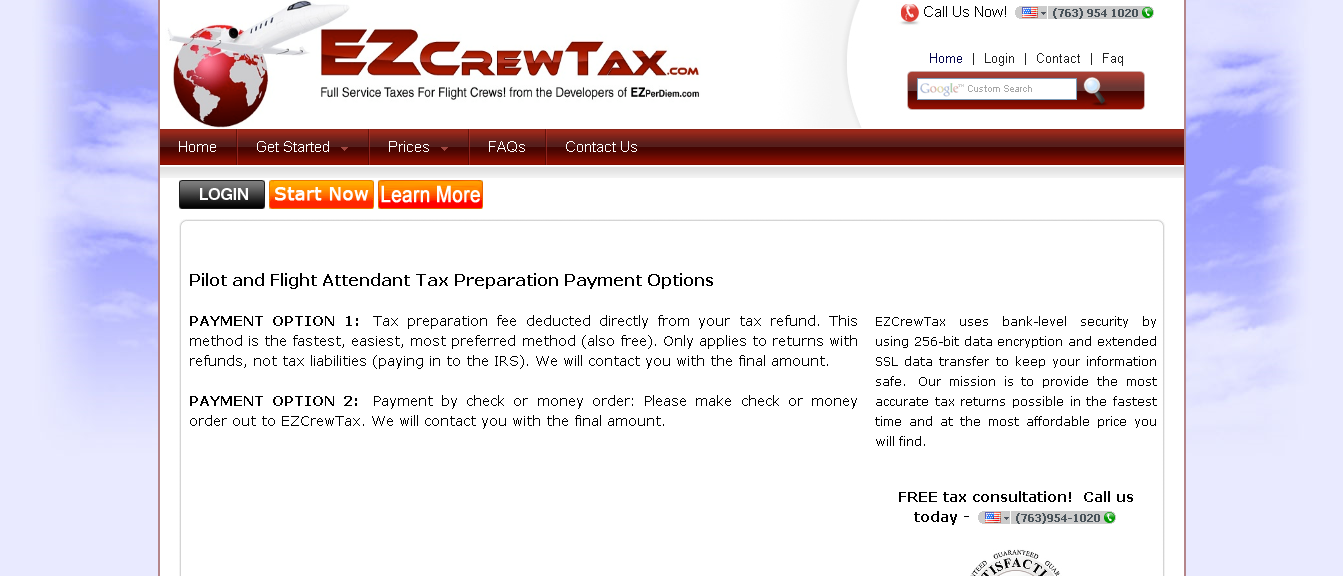 Call Us Now! (763) 954 1020
EZCREWTAX.COM
Full Service Taxes For Flight Crews! from the Developers of EZPerDiem.com
Home | Login | Contact | Faq
Google™ Custom Search
Home Get Started Prices FAQs Contact Us
LOGIN Start Now Learn More
Pilot and Flight Attendant Tax Preparation Payment Options
PAYMENT OPTION 1: Tax preparation fee deducted directly from your tax refund. This
method is the fastest, easiest, most preferred method (also free). Only applies to returns with
refunds, not tax liabilities (paying in to the IRS). We will contact you with the final amount.
PAYMENT OPTION 2: Payment by check or money order: Please make check or money
order out to EZCrewTax. We will contact you with the final amount.
EZCrewTax uses bank-level security by
using 256-bit data encryption and extended
SSL data transfer to keep your information
safe. Our mission is to provide the most
accurate tax returns possible in the fastest
time and at the most affordable price you
will find.
FREE tax consultation! Call us
today - (763)954-1020
GUARANTEED